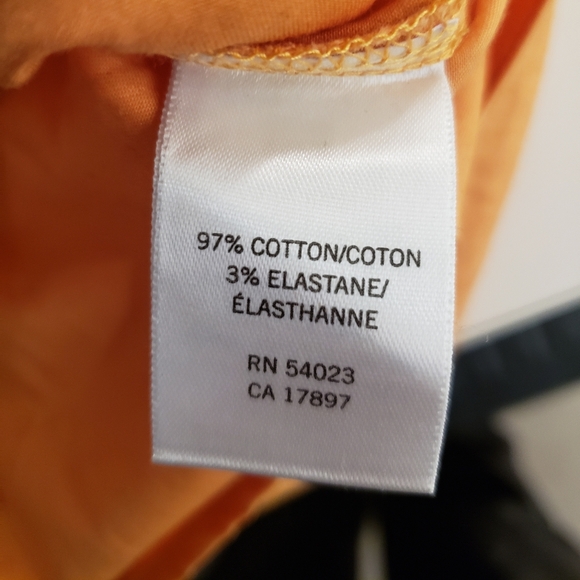 97% COTTON/COTON
3% ELASTANE/
ÉLASTHANNE
RN 54023
CA 17897